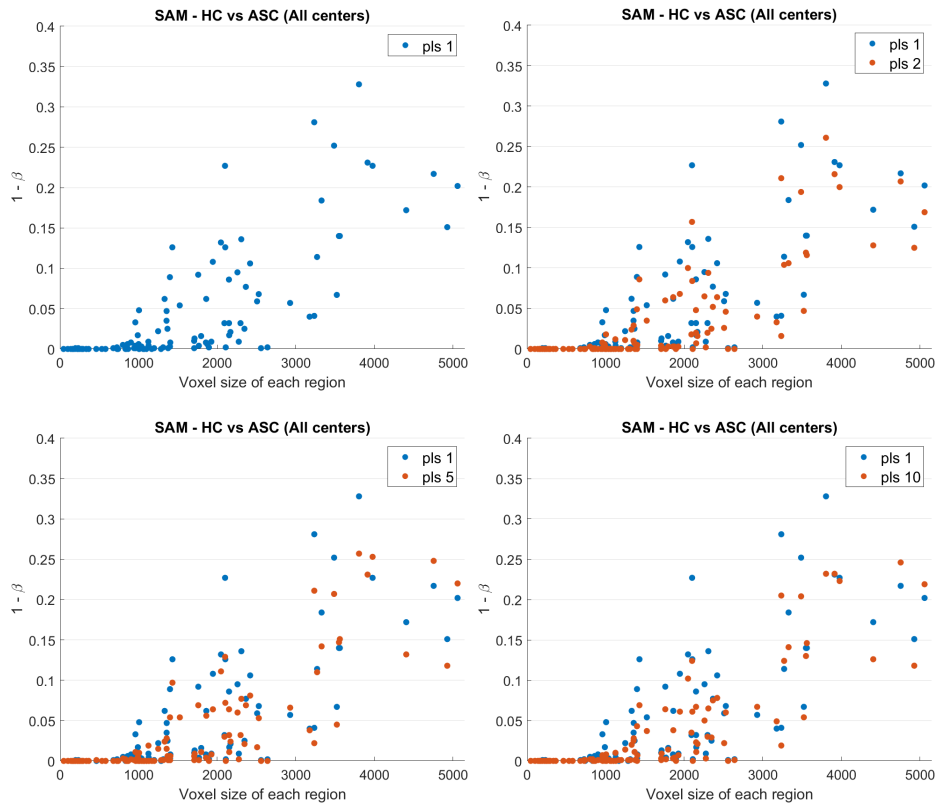 SAM - HC vs ASC (All centers)
pls 1
0.4
0.35
0.3
0.25
0.2
0.15
0.1
0.05
0
1 - β
0 1000 2000 3000 4000 5000
Voxel size of each region
SAM - HC vs ASC (All centers)
pls 1
pls 2
0.4
0.35
0.3
0.25
0.2
0.15
0.1
0.05
0
1 - β
0 1000 2000 3000 4000 5000
Voxel size of each region
SAM - HC vs ASC (All centers)
pls 1
pls 5
0.4
0.35
0.3
0.25
0.2
0.15
0.1
0.05
0
1 - β
0 1000 2000 3000 4000 5000
Voxel size of each region
SAM - HC vs ASC (All centers)
pls 1
pls 10
0.4
0.35
0.3
0.25
0.2
0.15
0.1
0.05
0
1 - β
0 1000 2000 3000 4000 5000
Voxel size of each region